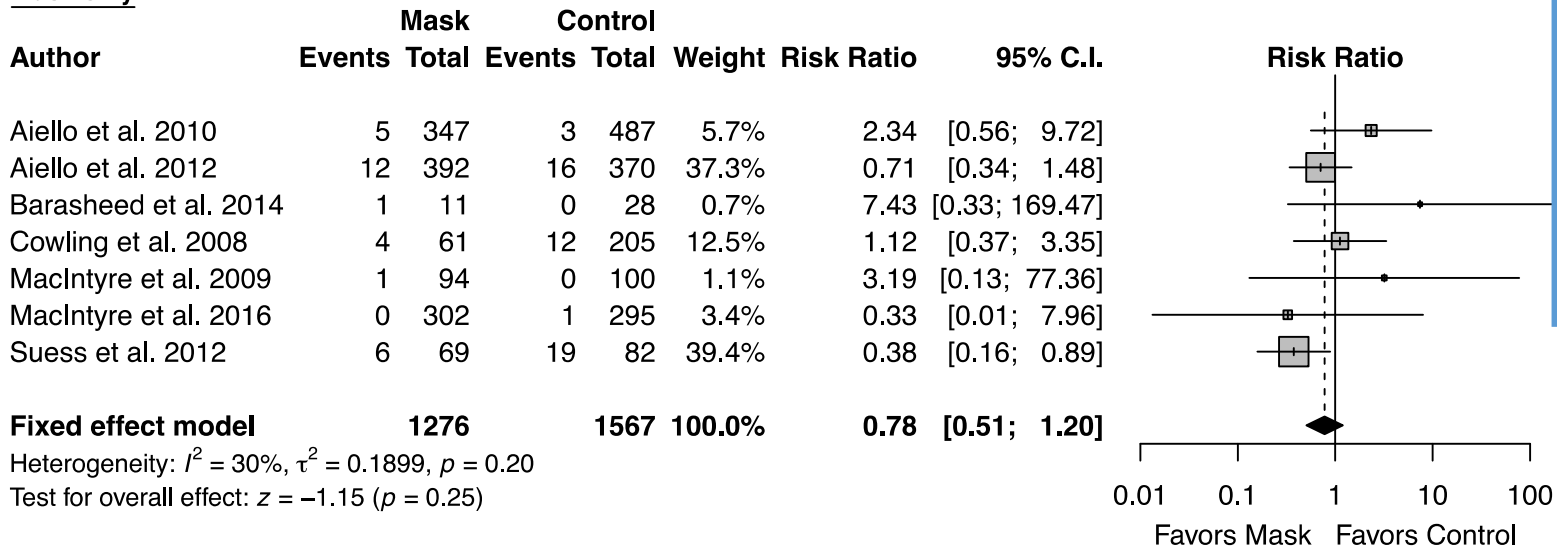 Mask Control
Author Events Total Events Total Weight Risk Ratio 95% C.I. Risk Ratio
Aiello et al. 2010 5 347 3 487 5.7% 2.34 [0.56; 9.72]
Aiello et al. 2012 12 392 16 370 37.3% 0.71 [0.34; 1.48]
Barasheed et al. 2014 1 11 0 28 0.7% 7.43 [0.33; 169.47]
Cowling et al. 2008 4 61 12 205 12.5% 1.12 [0.37; 3.35]
MacIntyre et al. 2009 1 94 0 100 1.1% 3.19 [0.13; 77.36]
MacIntyre et al. 2016 0 302 1 295 3.4% 0.33 [0.01; 7.96]
Suess et al. 2012 6 69 19 82 39.4% 0.38 [0.16; 0.89]
Fixed effect model 1276 1567 100.0% 0.78 [0.51; 1.20]
Heterogeneity: I² = 30%, τ² = 0.1899, p = 0.20
Test for overall effect: z = −1.15 (p = 0.25)
0.01 0.1 1 10 100
Favors Mask Favors Control